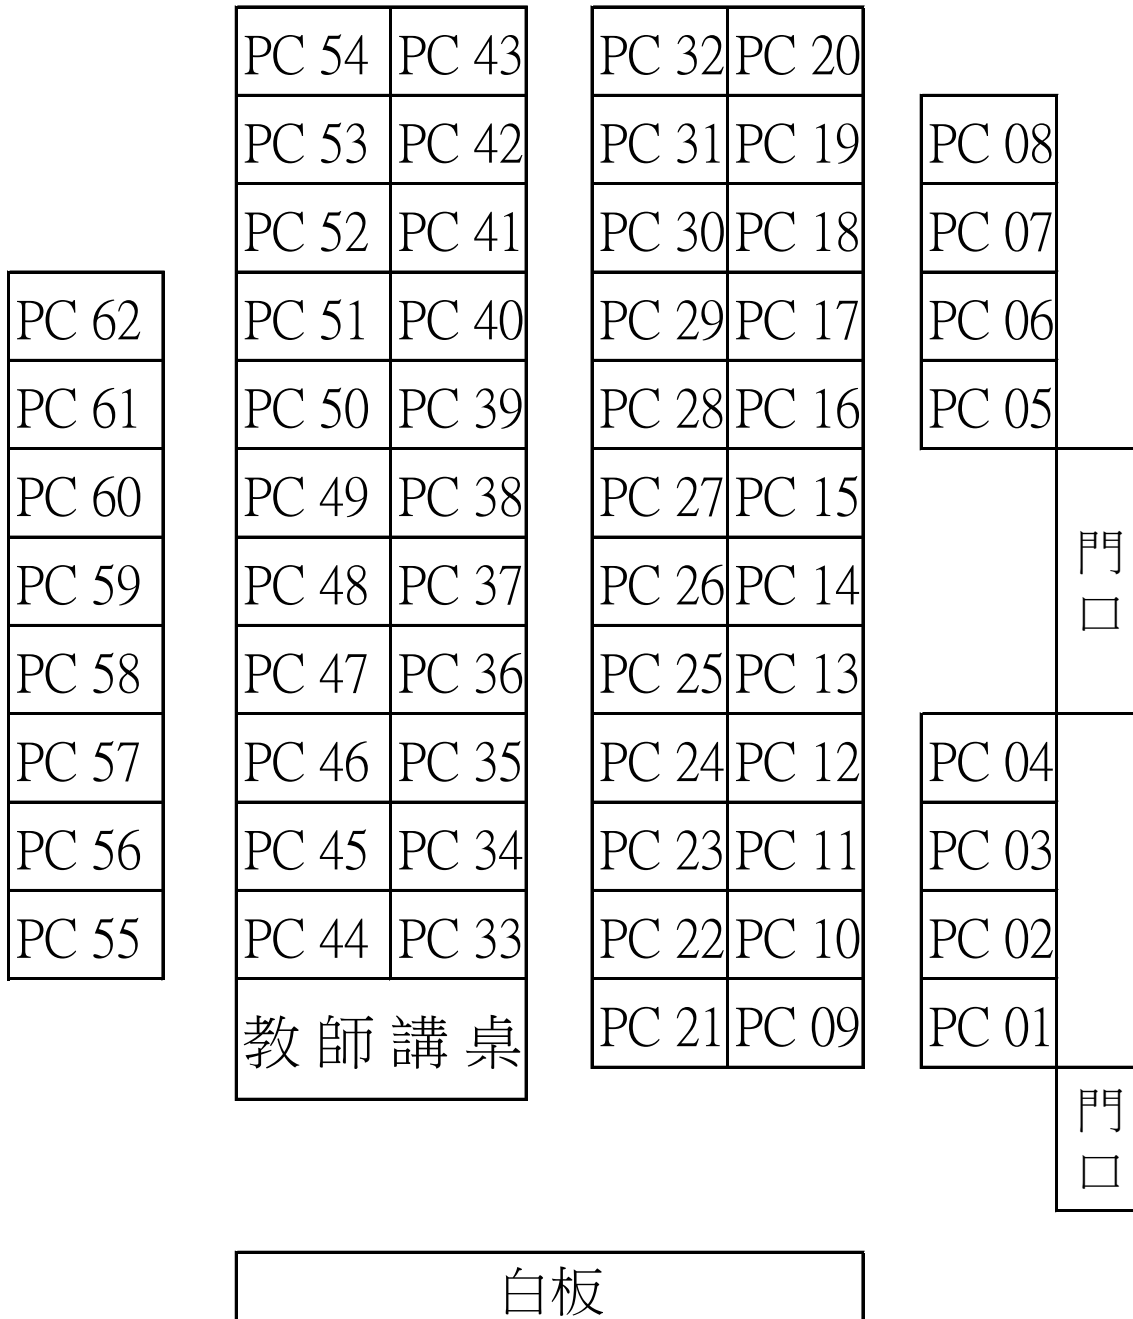 PC 54 PC 43 PC 32 PC 20
PC 53 PC 42 PC 31 PC 19 PC 08
PC 52 PC 41 PC 30 PC 18 PC 07
PC 62 PC 51 PC 40 PC 29 PC 17 PC 06
PC 61 PC 50 PC 39 PC 28 PC 16 PC 05
PC 60 PC 49 PC 38 PC 27 PC 15
PC 59 PC 48 PC 37 PC 26 PC 14 門口
PC 58 PC 47 PC 36 PC 25 PC 13
PC 57 PC 46 PC 35 PC 24 PC 12 PC 04
PC 56 PC 45 PC 34 PC 23 PC 11 PC 03
PC 55 PC 44 PC 33 PC 22 PC 10 PC 02
教師講桌 PC 21 PC 09 PC 01
門口
白板